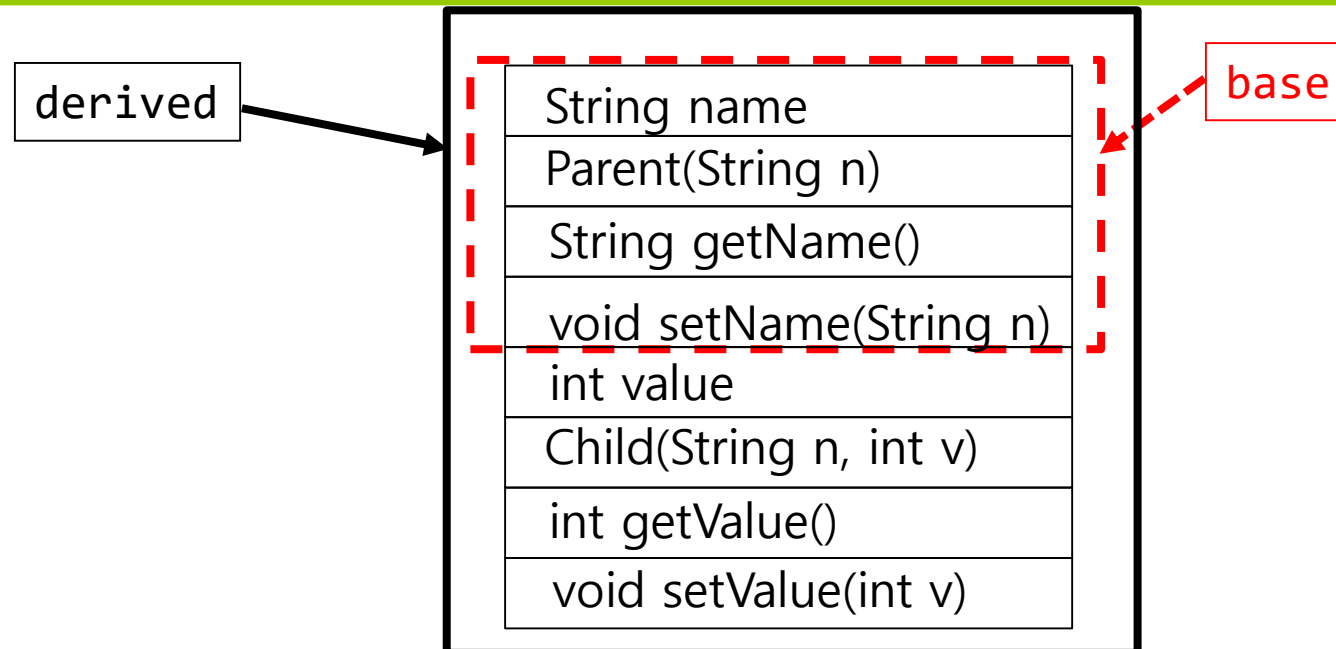 derived
base
String name
Parent(String n)
String getName()
void setName(String n)
int value
Child(String n, int v)
int getValue()
void setValue(int v)